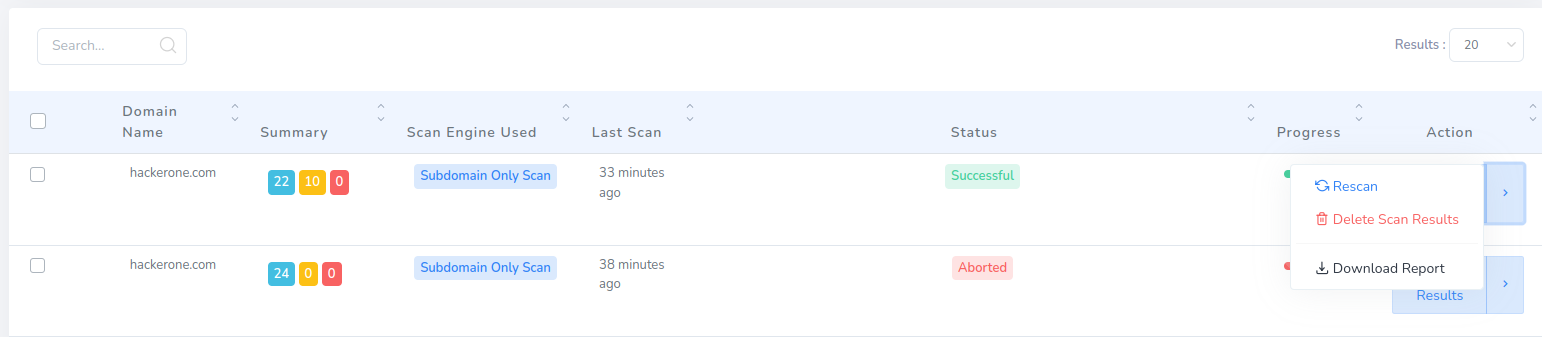 Search...
Results : 20
Domain Name
Summary
Scan Engine Used
Last Scan
Status
Progress
Action
hackerone.com
22 10 0
Subdomain Only Scan
33 minutes
ago
Successful
Rescan
Delete Scan Results
Download Report
hackerone.com
24 0 0
Subdomain Only Scan
38 minutes
ago
Aborted
Results